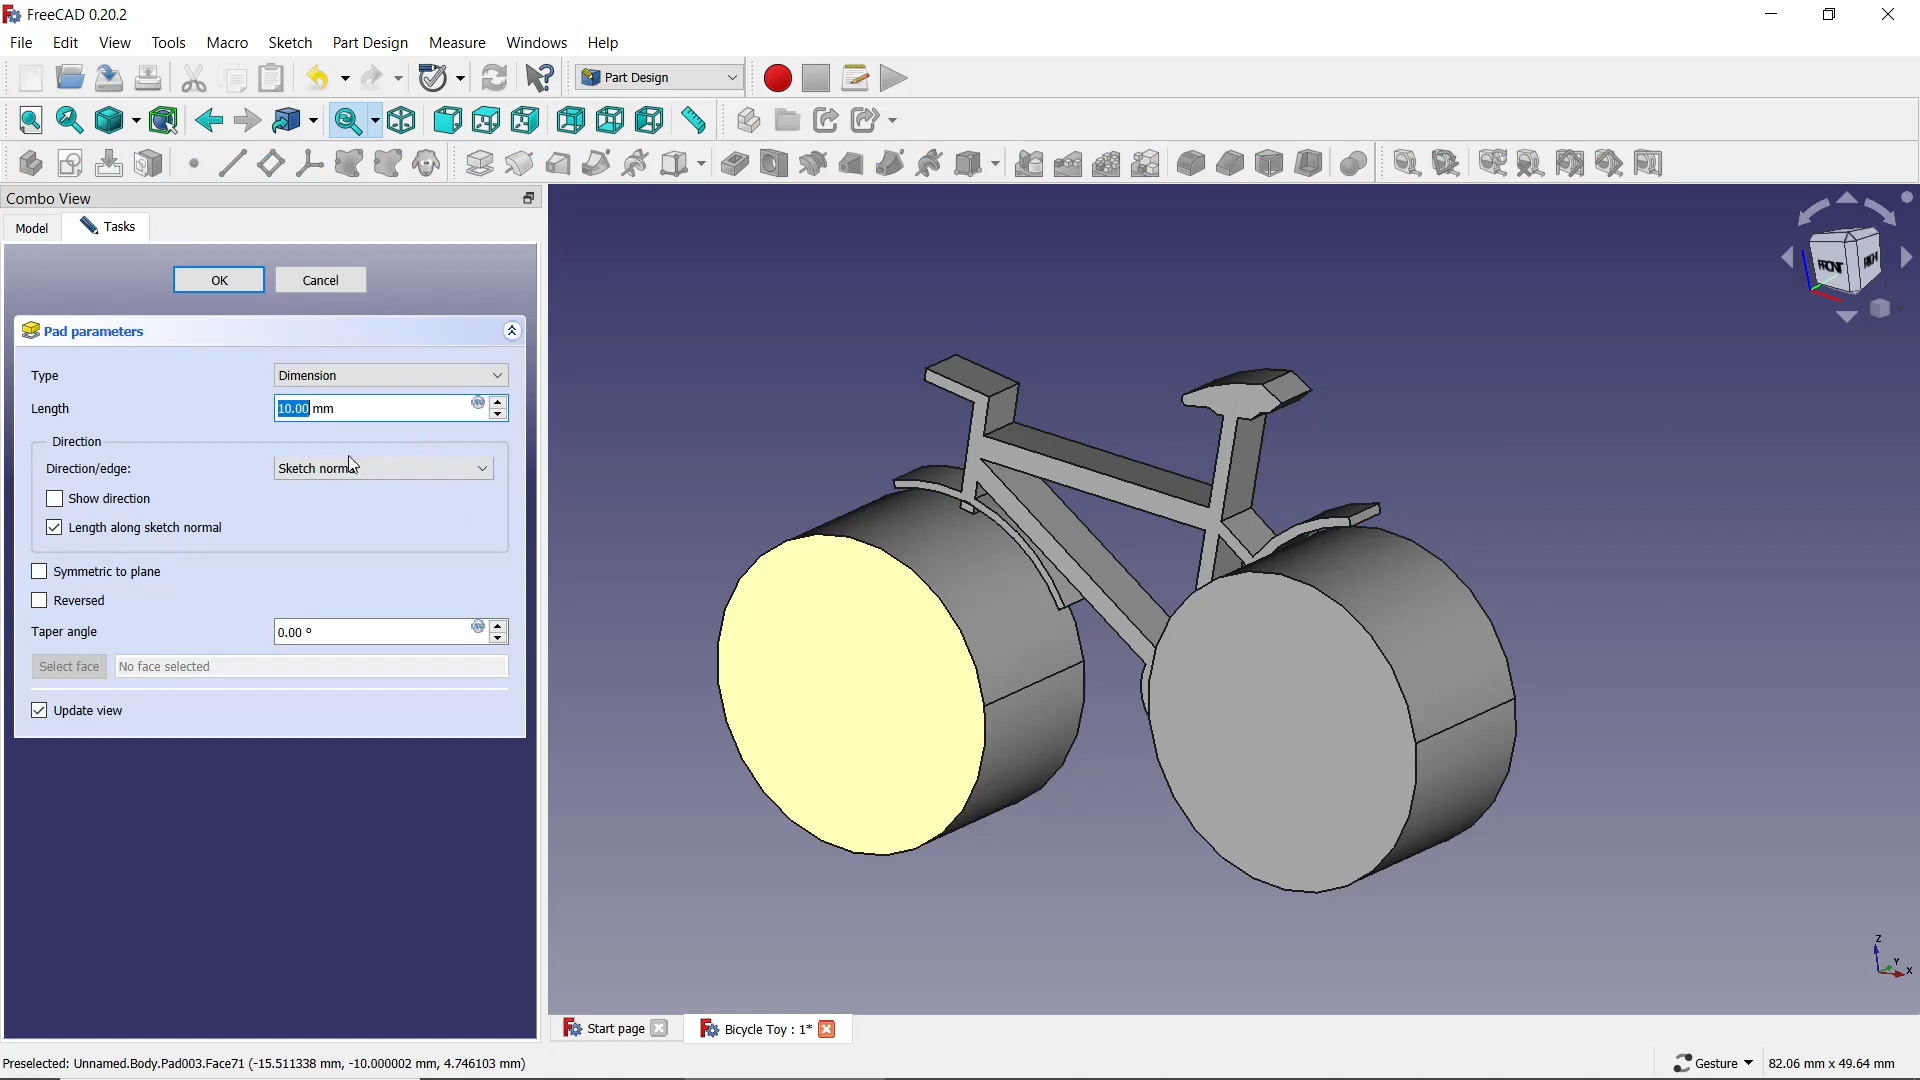 FreeCAD 0.20.2
File Edit View Tools Macro Sketch Part Design Measure Windows Help
Part Design
Combo View
Model Tasks
OK Cancel
Pad parameters
Type Dimension
Length 10.00 mm
Direction
Direction/edge: Sketch normal
Show direction
Length along sketch normal
Symmetric to plane
Reversed
Taper angle 0.00 °
Select face No face selected
Update view
FRONT
Z
Y
X
Start page Bicycle Toy : 1*
Preselected: Unnamed.Body.Pad003.Face71 (-15.511338 mm, -10.000002 mm, 4.746103 mm) Gesture 82.06 mm x 49.64 mm